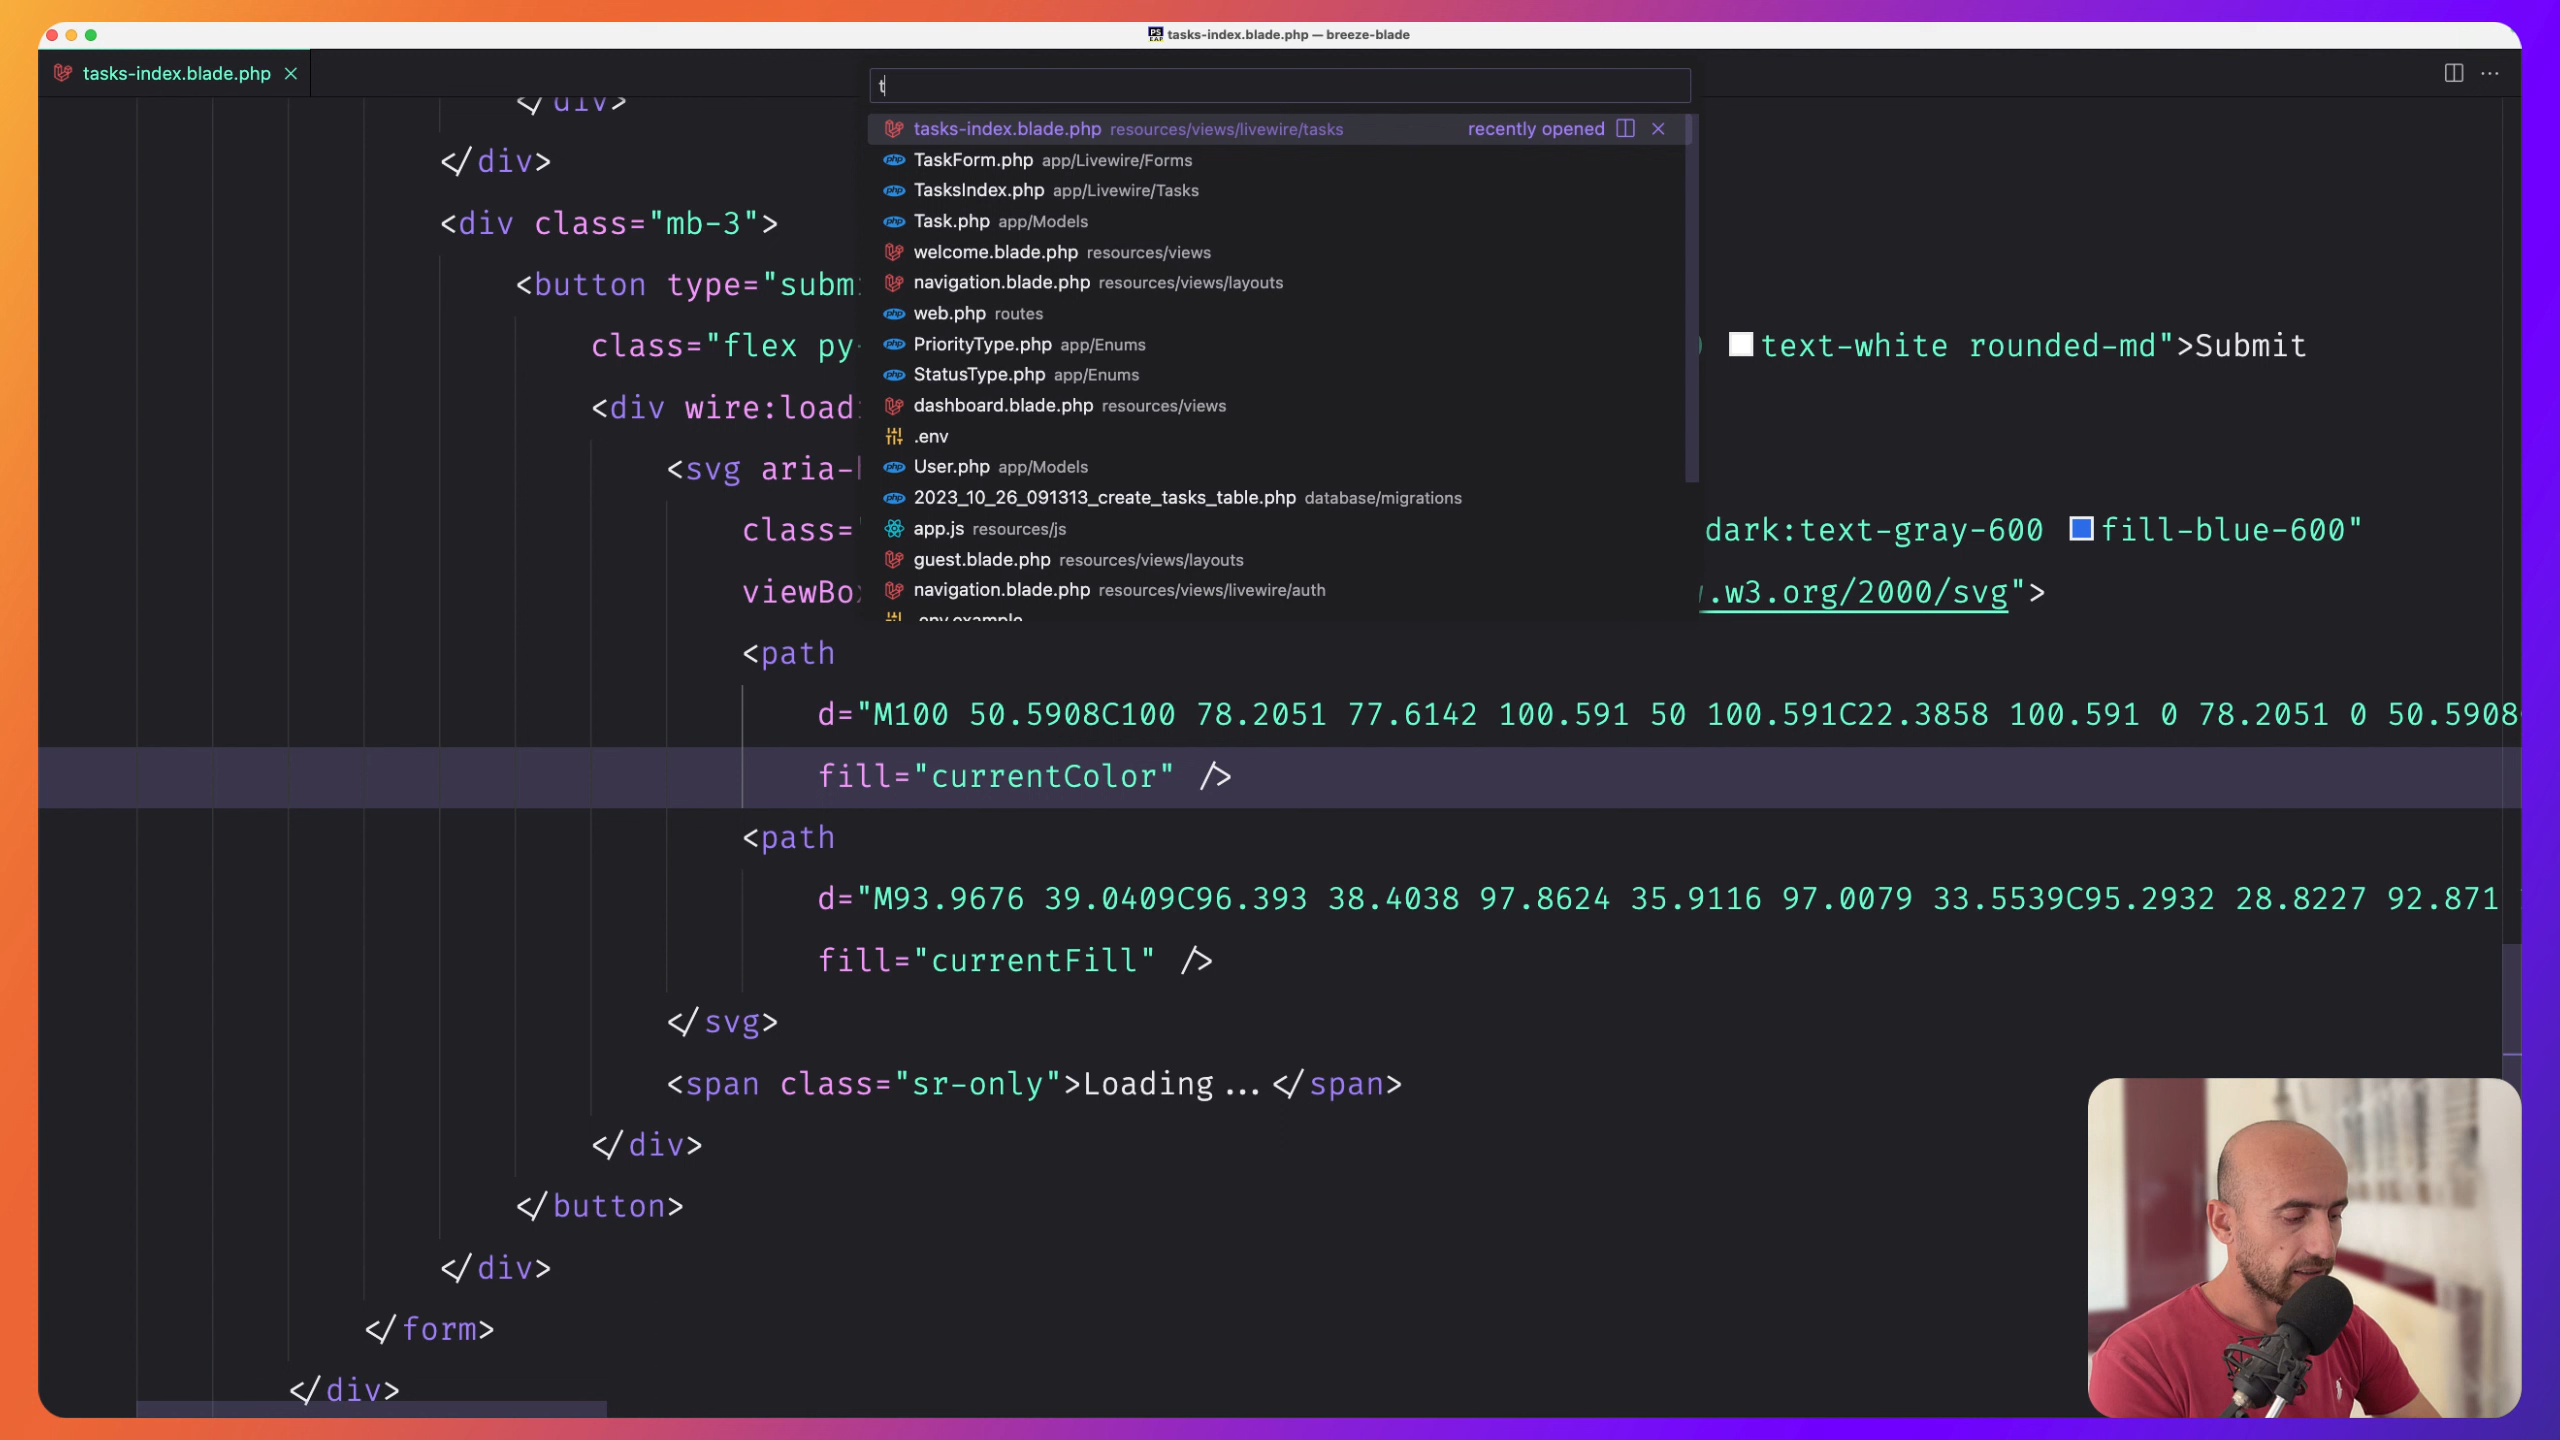 tasks-index.blade.php — breeze-blade
tasks-index.blade.php
t
tasks-index.blade.php resources/views/livewire/tasks recently opened
TaskForm.php app/Livewire/Forms
TasksIndex.php app/Livewire/Tasks
Task.php app/Models
welcome.blade.php resources/views
navigation.blade.php resources/views/layouts
web.php routes
PriorityType.php app/Enums
StatusType.php app/Enums
dashboard.blade.php resources/views
.env
User.php app/Models
2023_10_26_091313_create_tasks_table.php database/migrations
app.js resources/js
guest.blade.php resources/views/layouts
navigation.blade.php resources/views/livewire/auth
.env.example
</div>
</div>
<div class="mb-3">
<button type="subm
class="flex py- text-white rounded-md">Submit
<div wire:load
<svg aria-
class=" dark:text-gray-600 fill-blue-600"
viewBo .w3.org/2000/svg">
<path
d="M100 50.5908C100 78.2051 77.6142 100.591 50 100.591C22.3858 100.591 0 78.2051 0 50.5908
fill="currentColor" />
<path
d="M93.9676 39.0409C96.393 38.4038 97.8624 35.9116 97.0079 33.5539C95.2932 28.8227 92.871
fill="currentFill" />
</svg>
<span class="sr-only">Loading...</span>
</div>
</button>
</div>
</form>
</div>